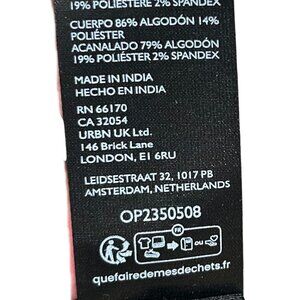 19% POLIESTERE 2% SPANDEX
CUERPO 86% ALGODÓN 14%
POLIÉSTER
ACANALADO 79% ALGODÓN
19% POLIÉSTER 2% SPANDEX
MADE IN INDIA
HECHO EN INDIA
RN 66170
CA 32054
URBN UK Ltd.
146 Brick Lane
LONDON, E1 6RU
LEIDSESTRAAT 32, 1017 PB
AMSTERDAM, NETHERLANDS
OP2350508
FR
ou
quefairedemesdechets.fr